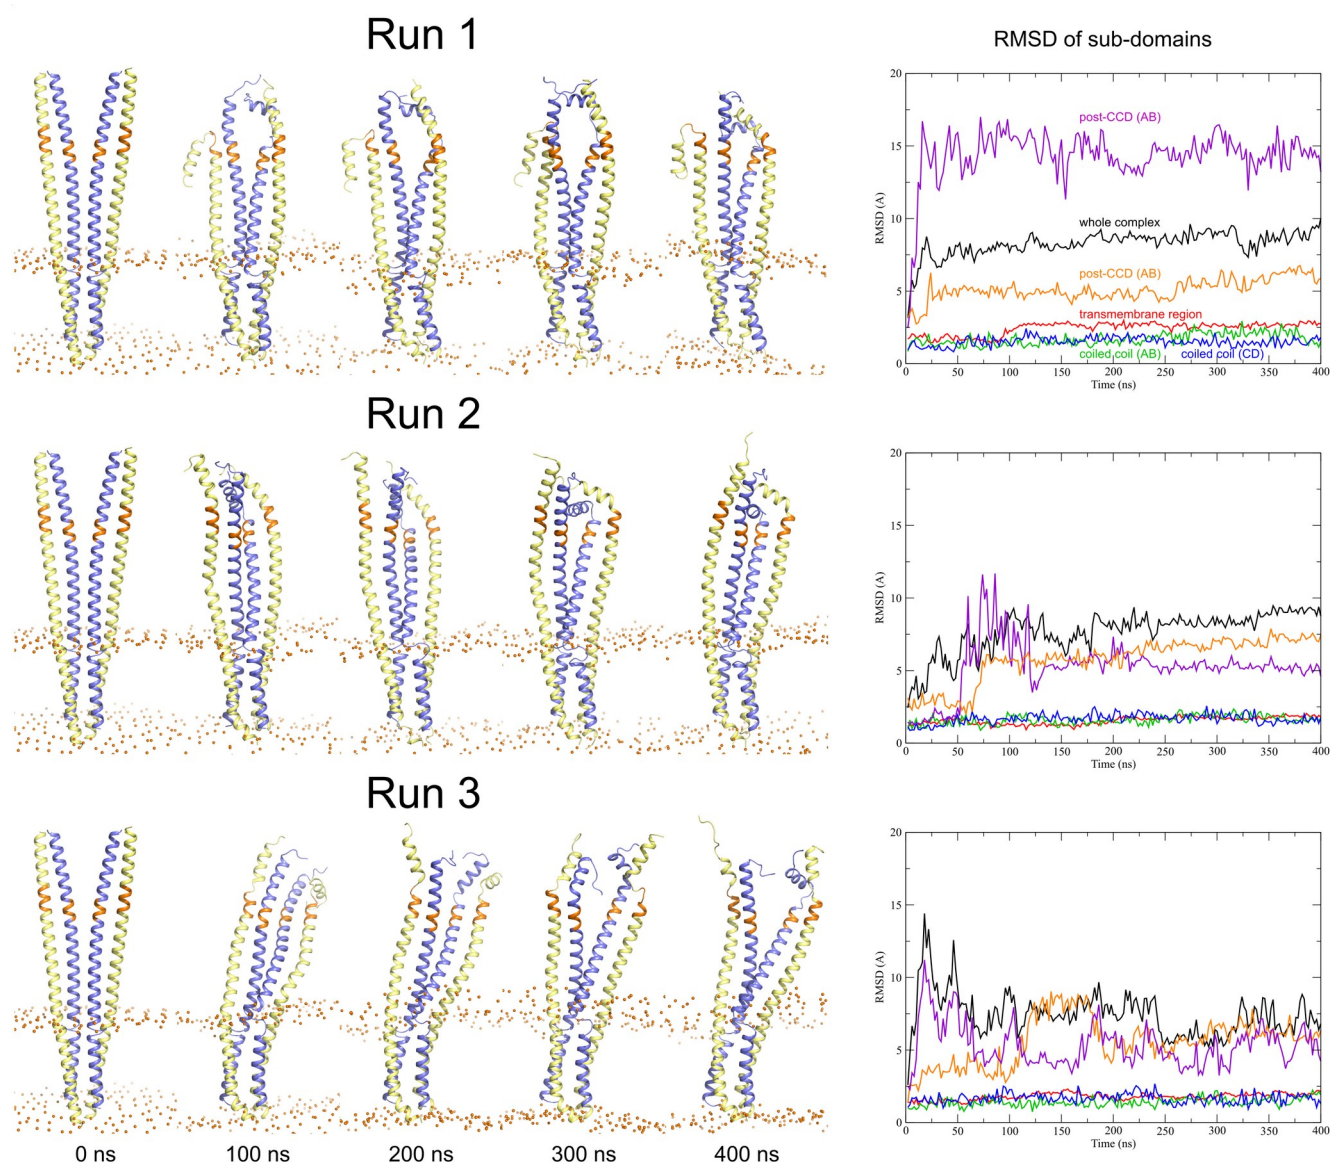 Run 1
RMSD of sub-domains
20
15
10
5
0
RMSD (A)
post-CCD (AB)
whole complex
post-CCD (AB)
transmembrane region
coiled coil (AB) coiled coil (CD)
0 50 100 150 200 250 300 350 400
Time (ns)
Run 2
20
15
10
5
0
RMSD (A)
0 50 100 150 200 250 300 350 400
Time (ns)
Run 3
20
15
10
5
0
RMSD (A)
0 50 100 150 200 250 300 350 400
Time (ns)
0 ns 100 ns 200 ns 300 ns 400 ns